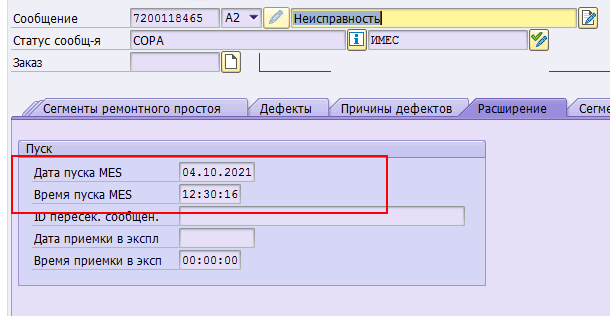 Сообщение 7200118465 A2 Неисправность
Статус сообщ-я СОРА ИМЕС
Заказ
Сегменты ремонтного простоя Дефекты Причины дефектов Расширение Сегме
Пуск
Дата пуска MES 04.10.2021
Время пуска MES 12:30:16
ID пересек. сообщен.
Дата приемки в экспл
Время приемки в эксп 00:00:00